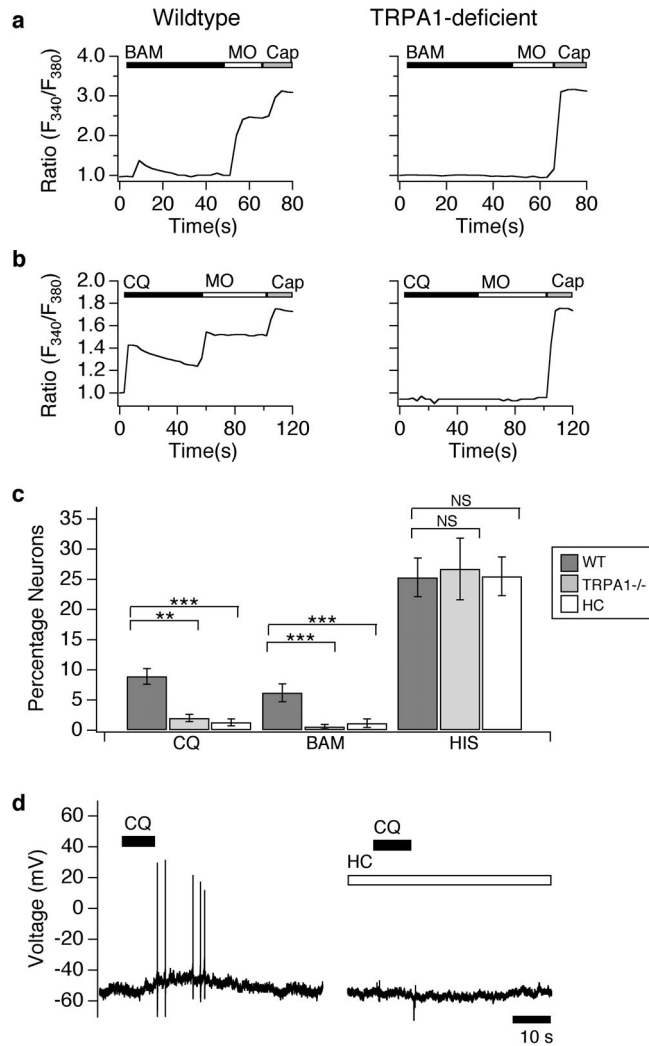 a Wildtype TRPA1-deficient
BAM MO Cap BAM MO Cap
Ratio (F340/F380)
4.0
3.0
2.0
1.0
0 20 40 60 80 0 20 40 60 80
Time(s) Time(s)
b
CQ MO Cap CQ MO Cap
Ratio (F340/F380)
2.0
1.8
1.6
1.4
1.2
1.0
0 40 80 120 0 40 80 120
Time(s) Time(s)
c
Percentage Neurons
35
30
25
20
15
10
5
0
*** ** *** *** NS NS
CQ BAM HIS
WT
TRPA1-/-
HC
d
Voltage (mV)
60
40
20
0
-20
-40
-60
CQ CQ
HC
10 s